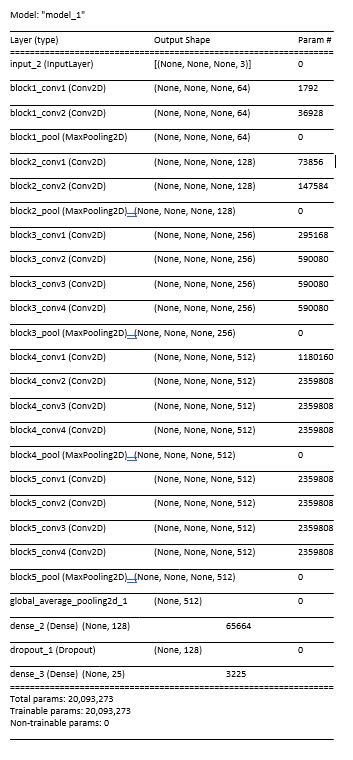 Model: "model_1"
Layer (type) Output Shape Param #
input_2 (InputLayer) [(None, None, None, 3)] 0
block1_conv1 (Conv2D) (None, None, None, 64) 1792
block1_conv2 (Conv2D) (None, None, None, 64) 36928
block1_pool (MaxPooling2D) (None, None, None, 64) 0
block2_conv1 (Conv2D) (None, None, None, 128) 73856
block2_conv2 (Conv2D) (None, None, None, 128) 147584
block2_pool (MaxPooling2D) (None, None, None, 128) 0
block3_conv1 (Conv2D) (None, None, None, 256) 295168
block3_conv2 (Conv2D) (None, None, None, 256) 590080
block3_conv3 (Conv2D) (None, None, None, 256) 590080
block3_conv4 (Conv2D) (None, None, None, 256) 590080
block3_pool (MaxPooling2D) (None, None, None, 256) 0
block4_conv1 (Conv2D) (None, None, None, 512) 1180160
block4_conv2 (Conv2D) (None, None, None, 512) 2359808
block4_conv3 (Conv2D) (None, None, None, 512) 2359808
block4_conv4 (Conv2D) (None, None, None, 512) 2359808
block4_pool (MaxPooling2D) (None, None, None, 512) 0
block5_conv1 (Conv2D) (None, None, None, 512) 2359808
block5_conv2 (Conv2D) (None, None, None, 512) 2359808
block5_conv3 (Conv2D) (None, None, None, 512) 2359808
block5_conv4 (Conv2D) (None, None, None, 512) 2359808
block5_pool (MaxPooling2D) (None, None, None, 512) 0
global_average_pooling2d_1 (None, 512) 0
dense_2 (Dense) (None, 128) 65664
dropout_1 (Dropout) (None, 128) 0
dense_3 (Dense) (None, 25) 3225
Total params: 20,093,273
Trainable params: 20,093,273
Non-trainable params: 0